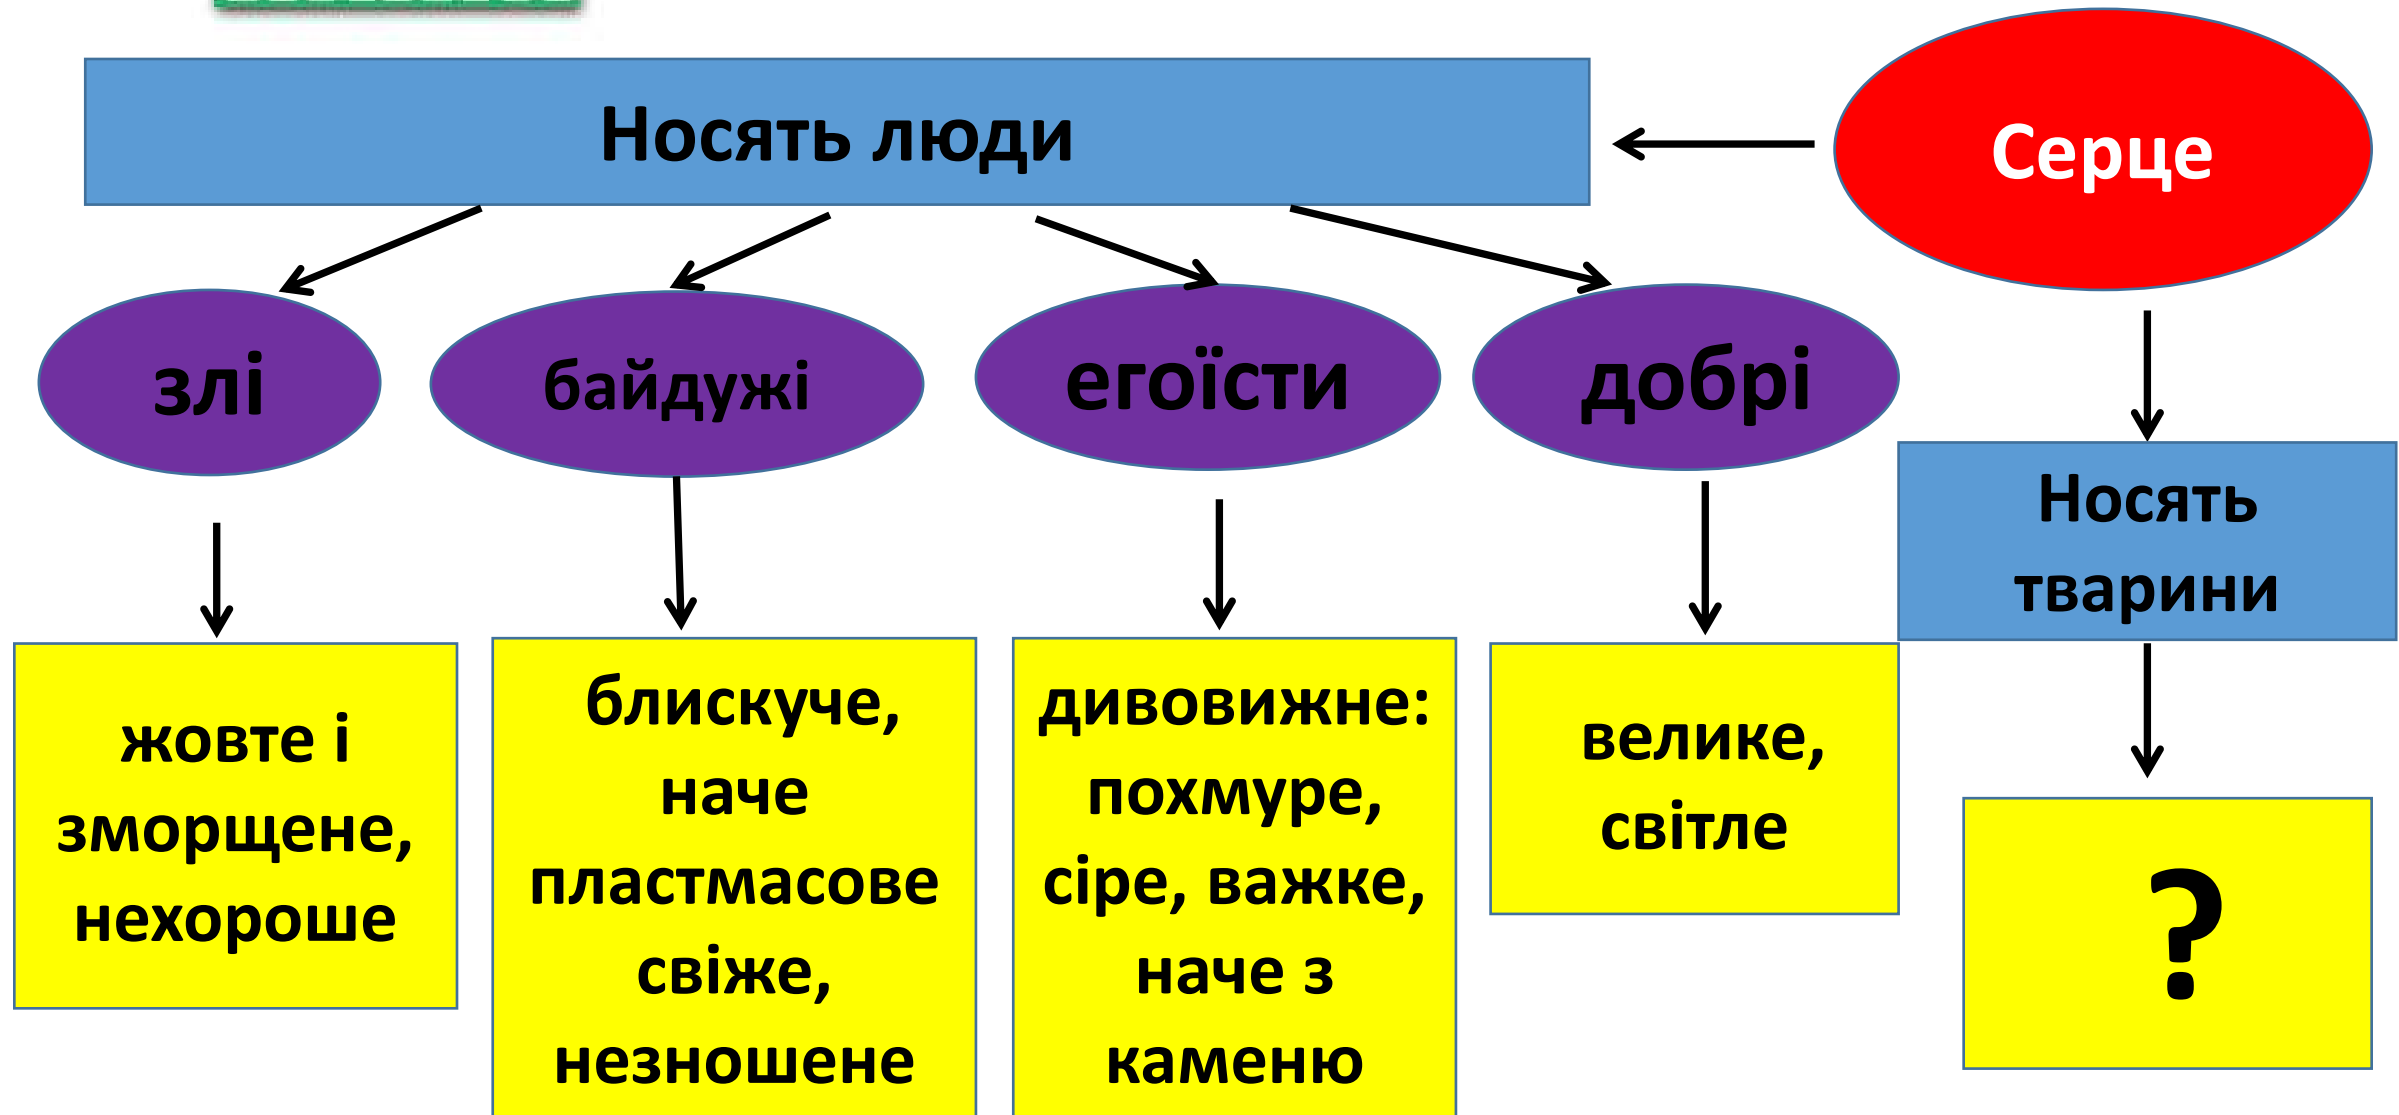 Носять люди
Серце
злі
байдужі
егоїсти
добрі
Носять
тварини
жовте і
зморщене,
нехороше
блискуче,
наче
пластмасове
свіже,
незношене
дивовижне:
похмуре,
сіре, важке,
наче з
каменю
велике,
світле
?